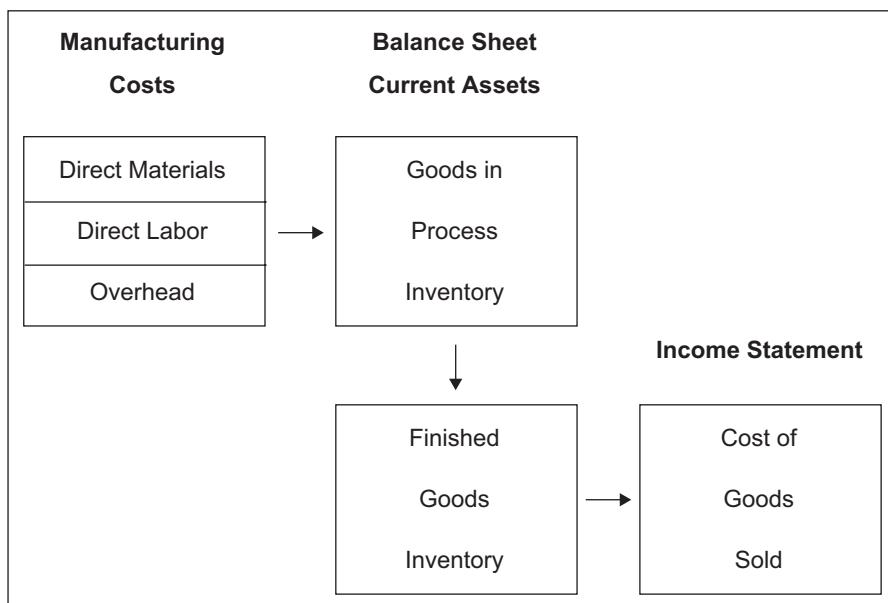 Manufacturing
Costs
Balance Sheet
Current Assets
Direct Materials
Direct Labor
Overhead
Goods in
Process
Inventory
Income Statement
Finished
Goods
Inventory
Cost of
Goods
Sold